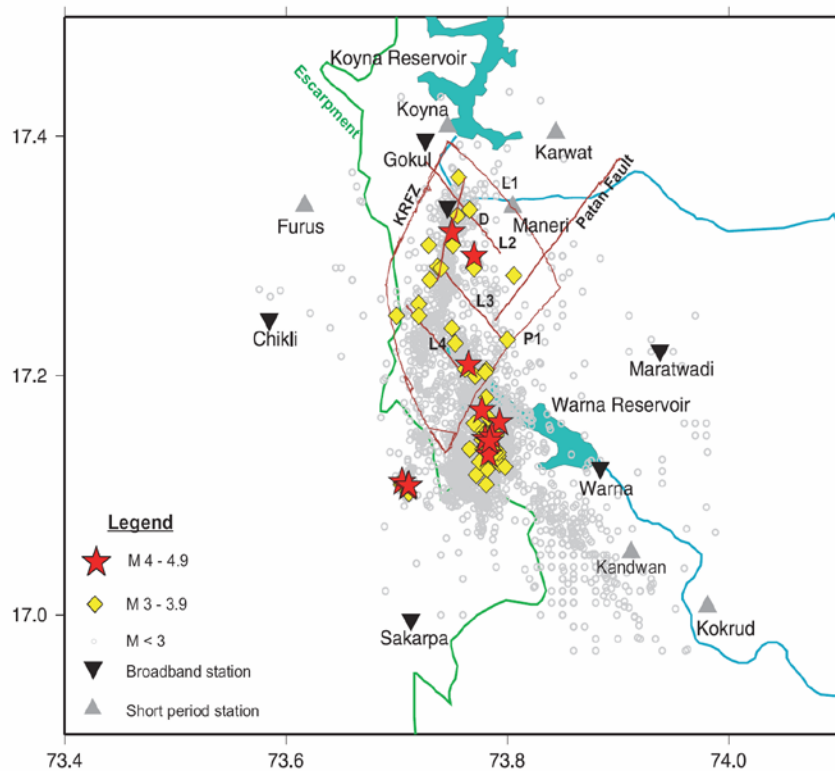 17.4
17.2
17.0
73.4
73.6
73.8
74.0
Koyna Reservoir
Escarpment
Koyna
Karwat
Gokul
L1
KRFZ
Patan Fault
D
Maneri
Furus
L2
L3
Chikli
P1
L4
Maratwadi
Warna Reservoir
Warna
Legend
M 4 - 4.9
Kandwan
M 3 - 3.9
Kokrud
M < 3
Sakarpa
Broadband station
Short period station